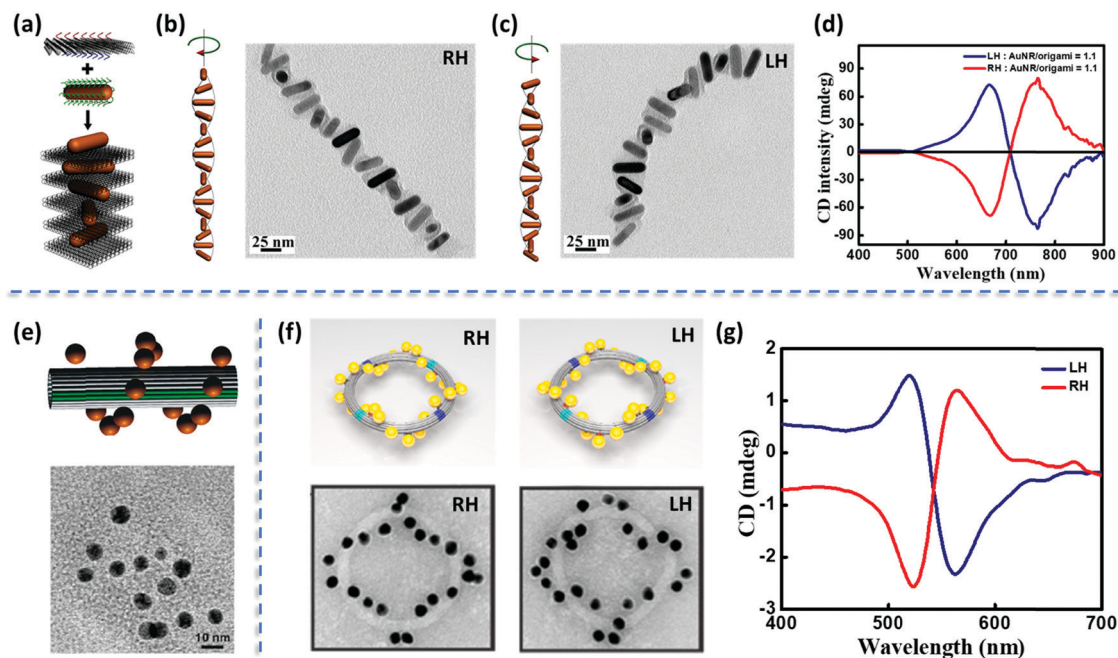 (a)
+
(b)
RH
25 nm
(c)
LH
25 nm
(d)
LH : AuNR/origami = 1.1
RH : AuNR/origami = 1.1
CD intensity (mdeg)
90
60
30
0
-30
-60
-90
400 500 600 700 800 900
Wavelength (nm)
(e)
10 nm
(f)
RH
LH
RH
LH
(g)
LH
RH
CD (mdeg)
2
1
0
-1
-2
-3
400 500 600 700
Wavelength (nm)